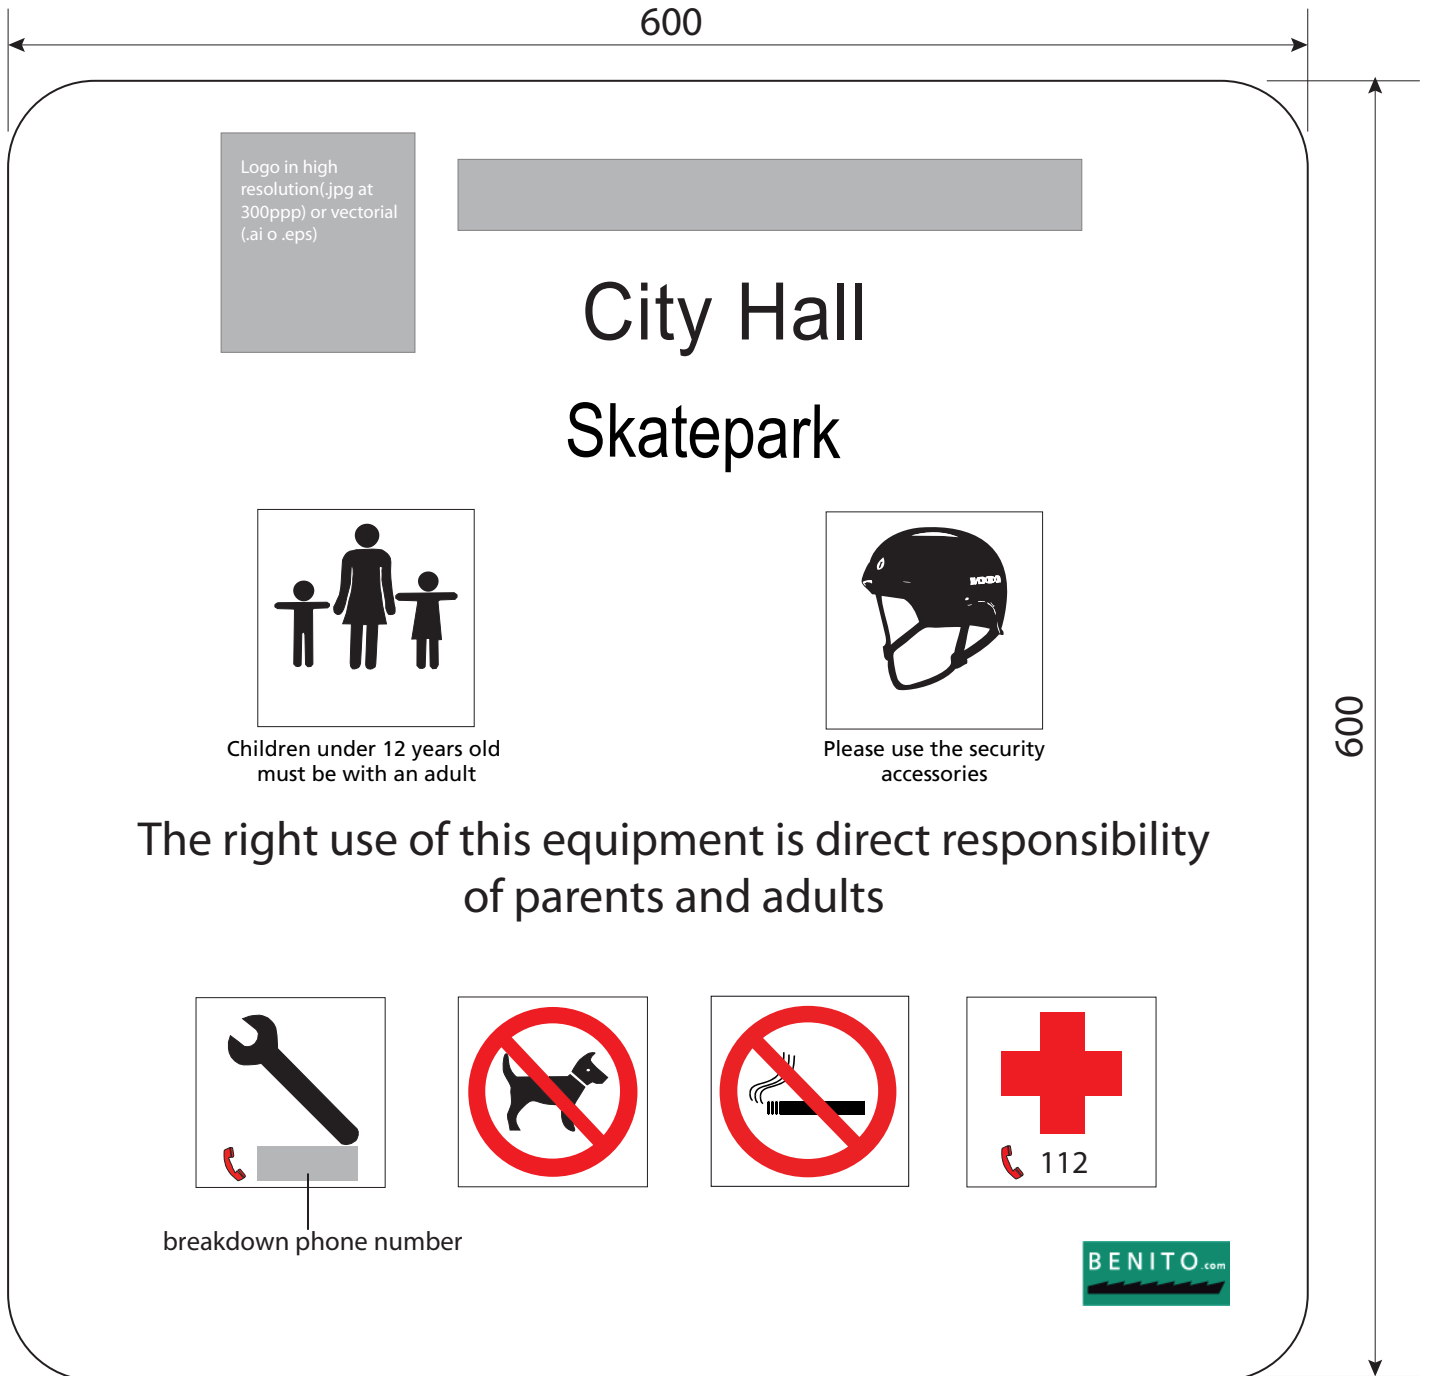 600
Logo in high
resolution(.jpg at
300ppp) or vectorial
(.ai o .eps)
City Hall
Skatepark
600
Children under 12 years old
must be with an adult
Please use the security
accessories
The right use of this equipment is direct responsibility
of parents and adults
112
breakdown phone number
BENITO.com